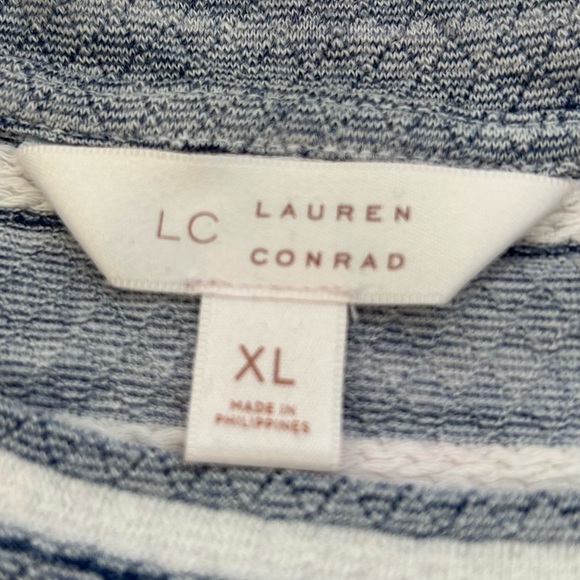 LC LAUREN
CONRAD
XL
MADE IN
PHILIPPINES